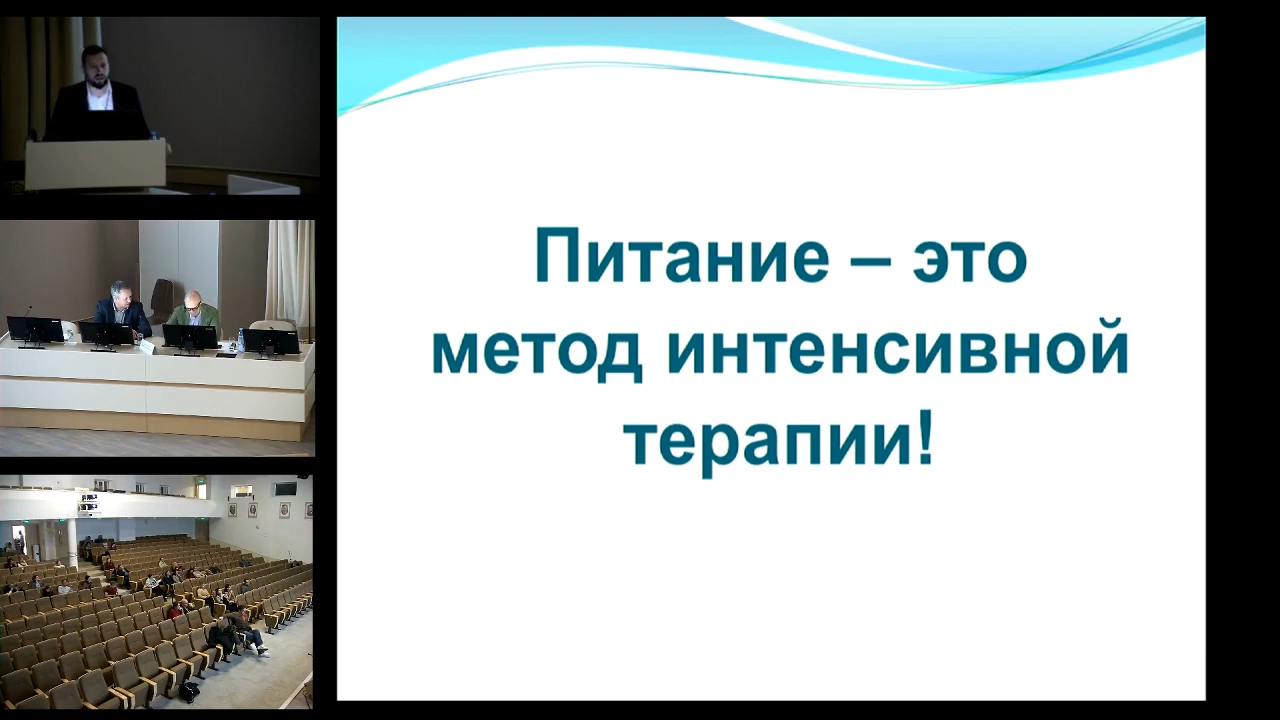 Питание – это
метод интенсивной
терапии!